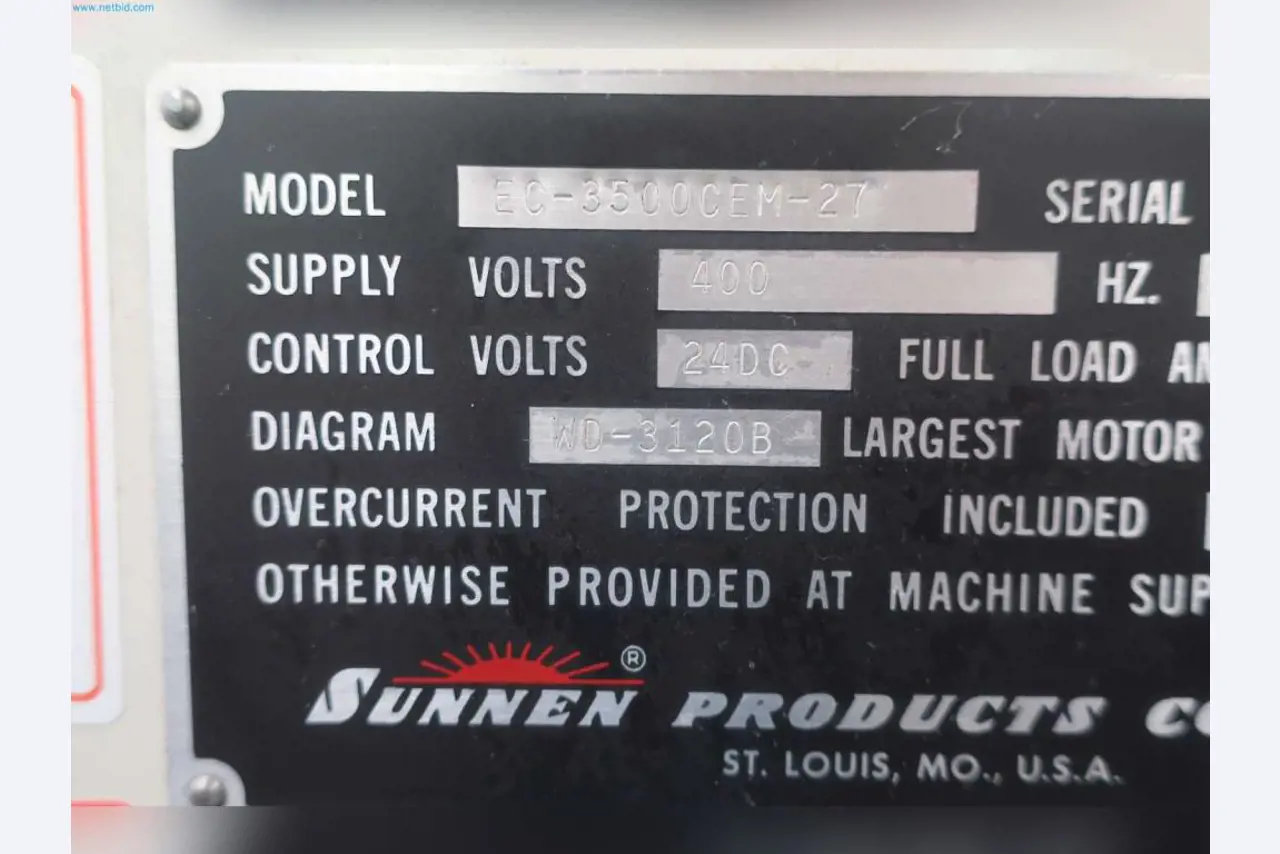 www.netbid.com
MODEL EC-3500CEM-27 SERIAL
SUPPLY VOLTS 400 HZ.
CONTROL VOLTS 24DC FULL LOAD
DIAGRAM WD-3120B LARGEST MOTOR
OVERCURRENT PROTECTION INCLUDED
OTHERWISE PROVIDED AT MACHINE SUP
SUNNEN® PRODUCTS
ST. LOUIS, MO., U.S.A.